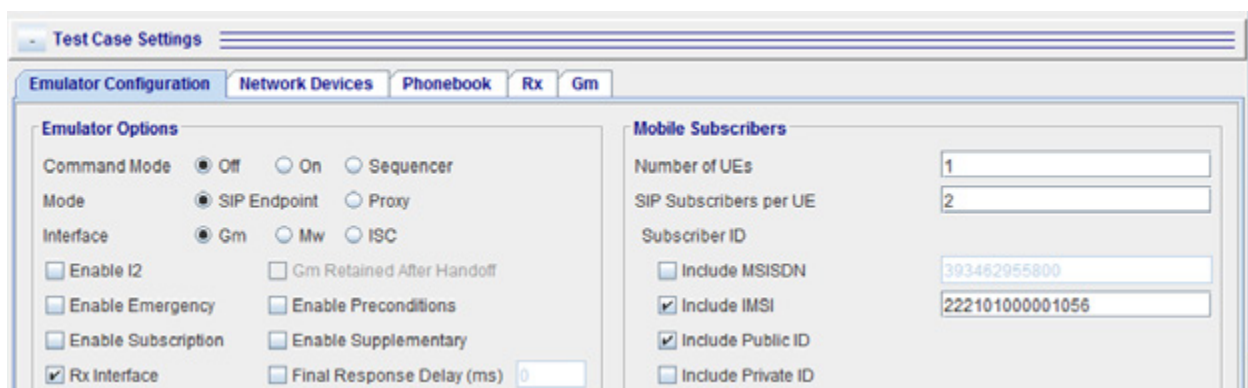 - Test Case Settings
Emulator Configuration Network Devices Phonebook Rx Gm
Emulator Options
Command Mode Off On Sequencer
Mode SIP Endpoint Proxy
Interface Gm Mw ISC
Enable I2 Gm Retained After Handoff
Enable Emergency Enable Preconditions
Enable Subscription Enable Supplementary
Rx Interface Final Response Delay (ms) 0
Mobile Subscribers
Number of UEs 1
SIP Subscribers per UE 2
Subscriber ID
Include MSISDN 393462955800
Include IMSI 222101000001056
Include Public ID
Include Private ID